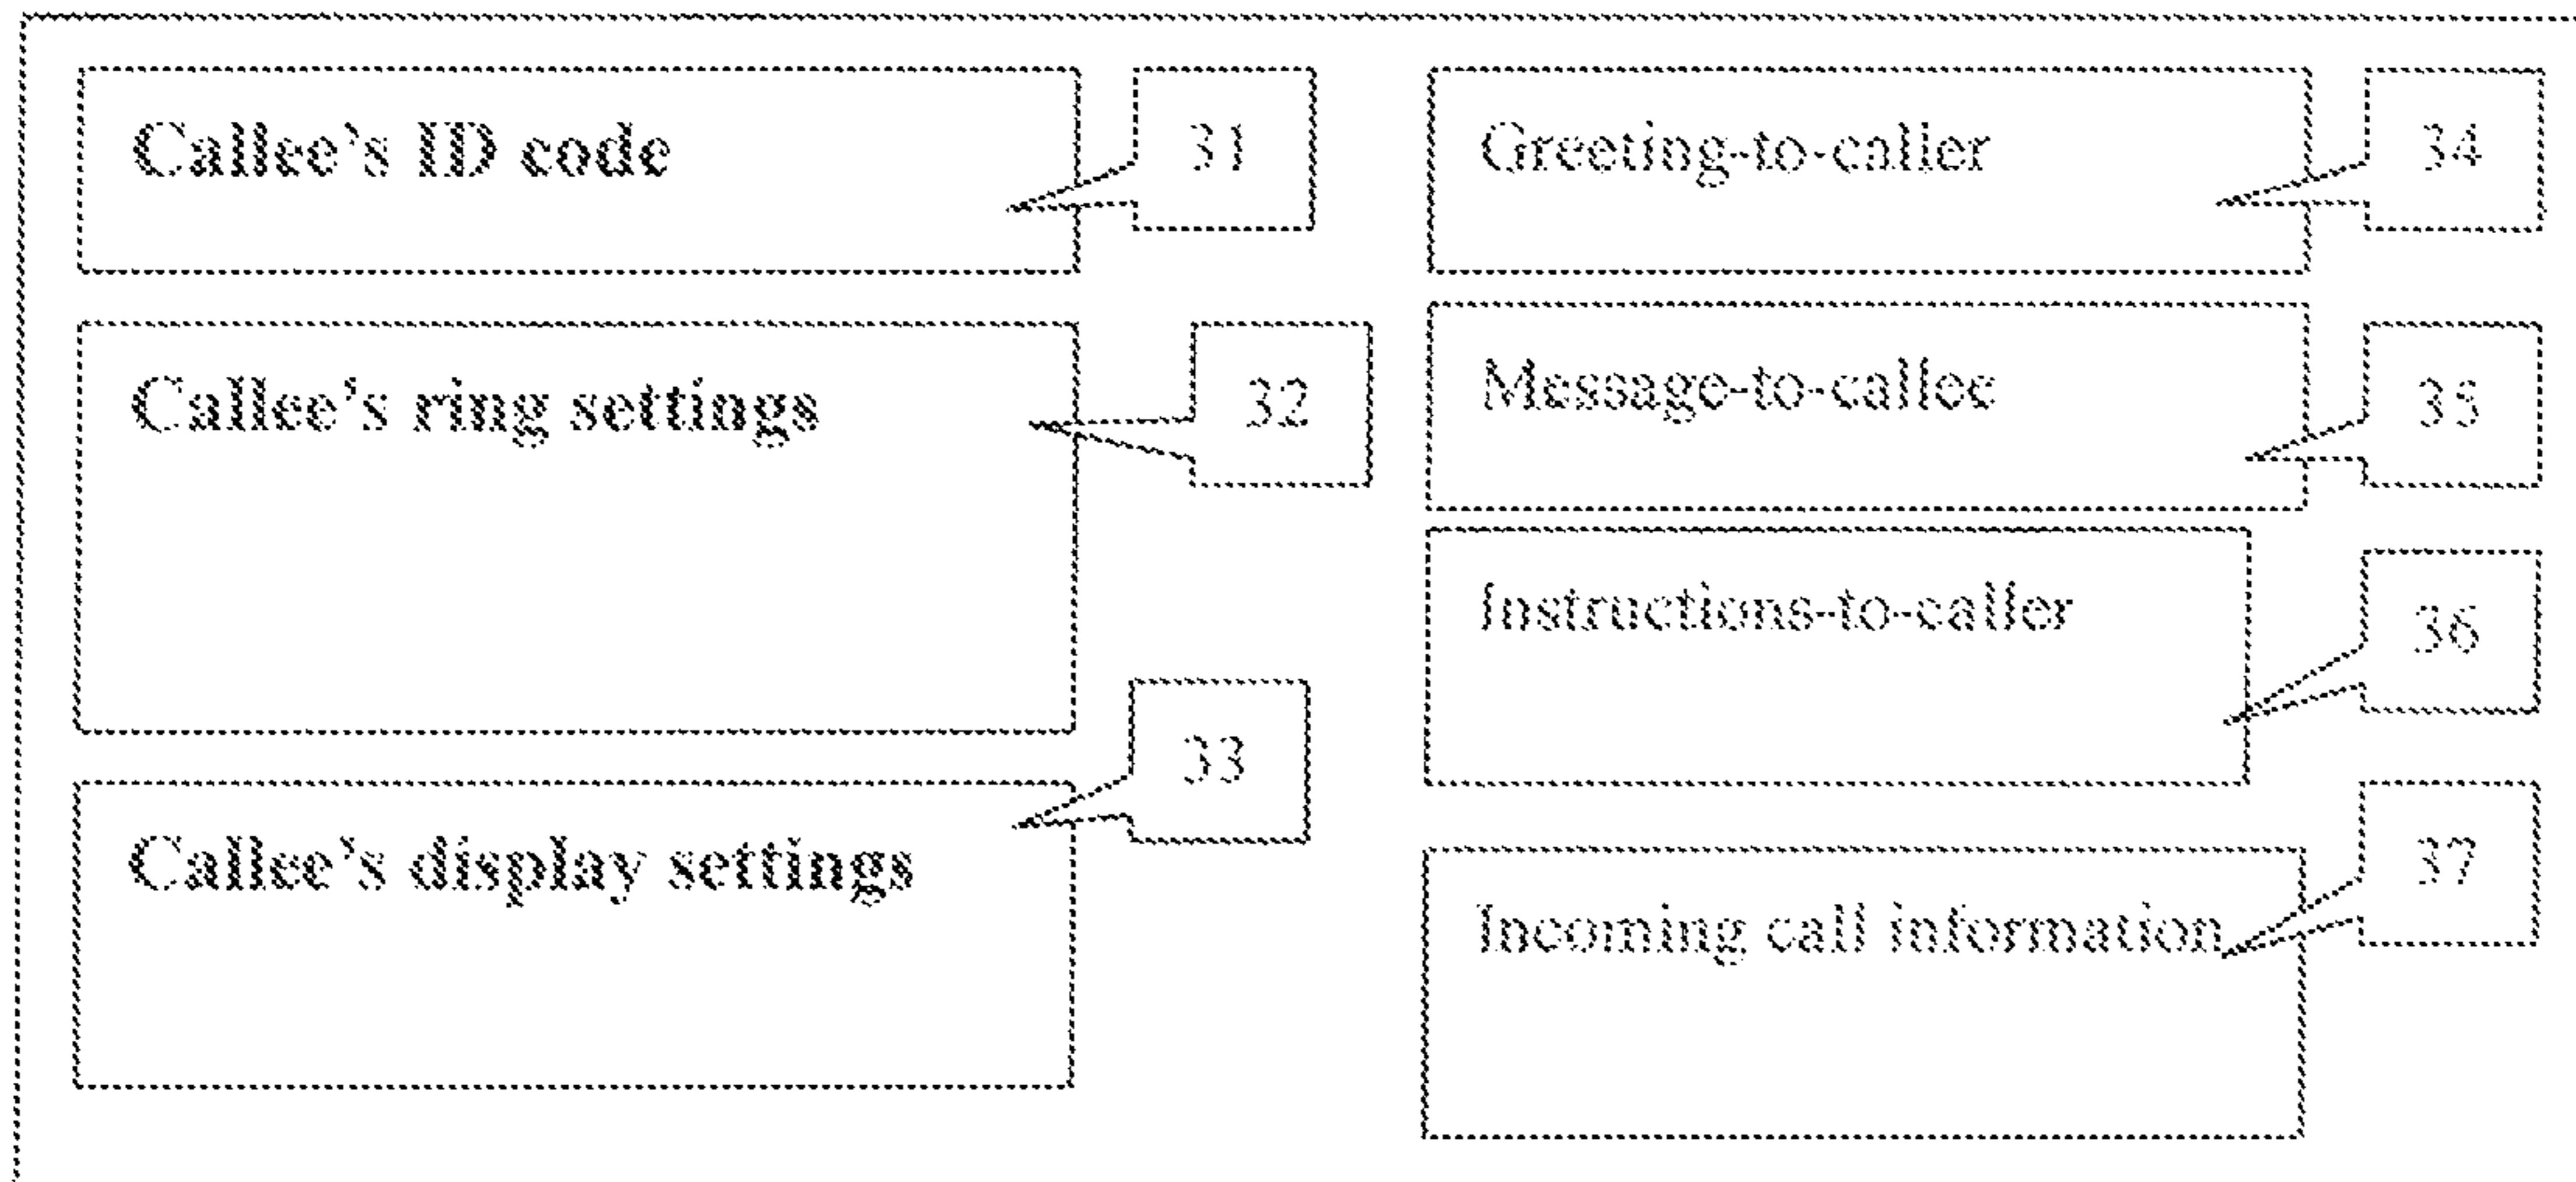 Callee's ID code
31
Callee's ring settings
32
33
Callee's display settings
Greeting-to-caller
34
Message-to-callee
35
Instructions-to-caller
36
37
Incoming call information